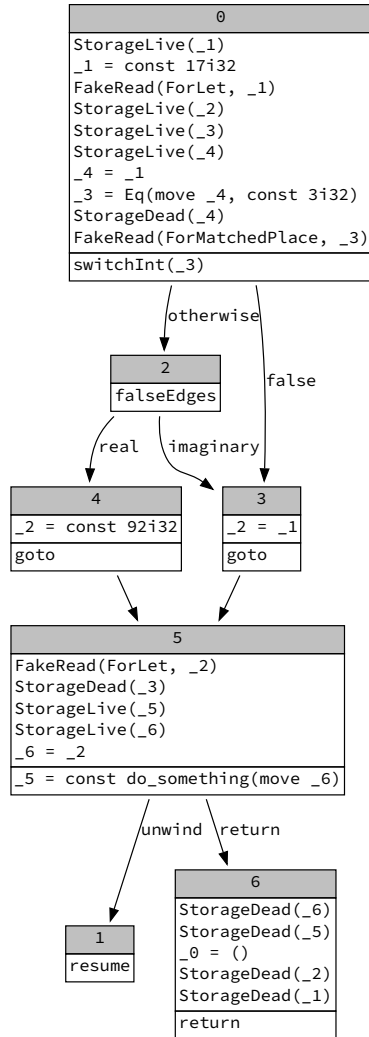 0
StorageLive(_1)
_1 = const 17i32
FakeRead(ForLet, _1)
StorageLive(_2)
StorageLive(_3)
StorageLive(_4)
_4 = _1
_3 = Eq(move _4, const 3i32)
StorageDead(_4)
FakeRead(ForMatchedPlace, _3)
switchInt(_3)
otherwise
false
2
falseEdges
real
imaginary
4
_2 = const 92i32
goto
3
_2 = _1
goto
5
FakeRead(ForLet, _2)
StorageDead(_3)
StorageLive(_5)
StorageLive(_6)
_6 = _2
_5 = const do_something(move _6)
unwind
return
1
resume
6
StorageDead(_6)
StorageDead(_5)
_0 = ()
StorageDead(_2)
StorageDead(_1)
return